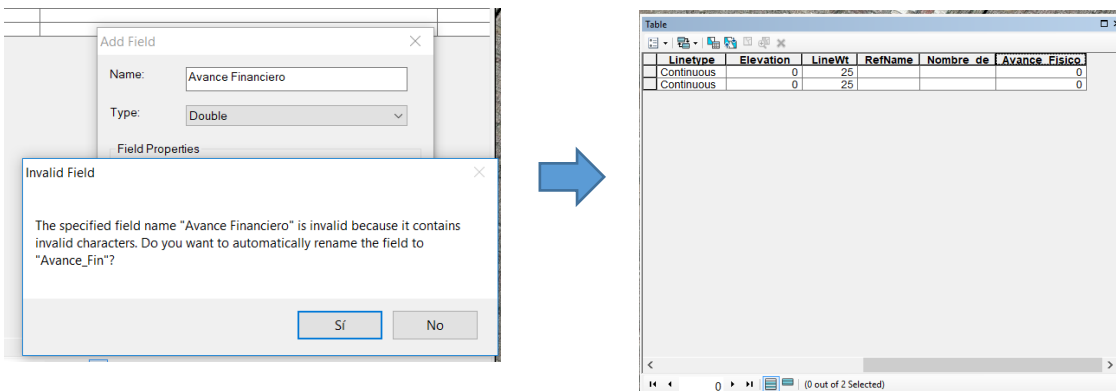 Add Field
Name: Avance Financiero
Type: Double
Field Properties
Invalid Field
The specified field name "Avance Financiero" is invalid because it contains
invalid characters. Do you want to automatically rename the field to
"Avance_Fin"?
Sí No
Table
Linetype Elevation LineWt RefName Nombre_de Avance_Fisico
Continuous 0 25 0
Continuous 0 25 0
0 (0 out of 2 Selected)